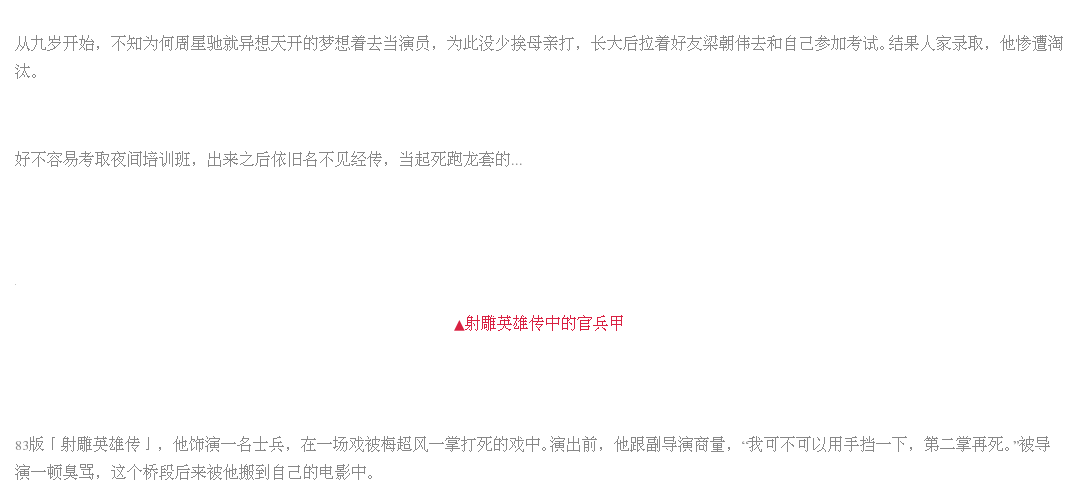 从九岁开始，不知为何周星驰就异想天开的梦想着去当演员，为此没少挨母亲打，长大后拉着好友梁朝伟去和自己参加考试。结果人家录取，他惨遭淘
汰。
好不容易考取夜间培训班，出来之后依旧名不见经传，当起死跑龙套的...
▲射雕英雄传中的官兵甲
83版「射雕英雄传」，他饰演一名士兵，在一场戏被梅超风一掌打死的戏中。演出前，他跟副导演商量，“我可不可以用手挡一下，第二掌再死。”被导
演一顿臭骂，这个桥段后来被他搬到自己的电影中。